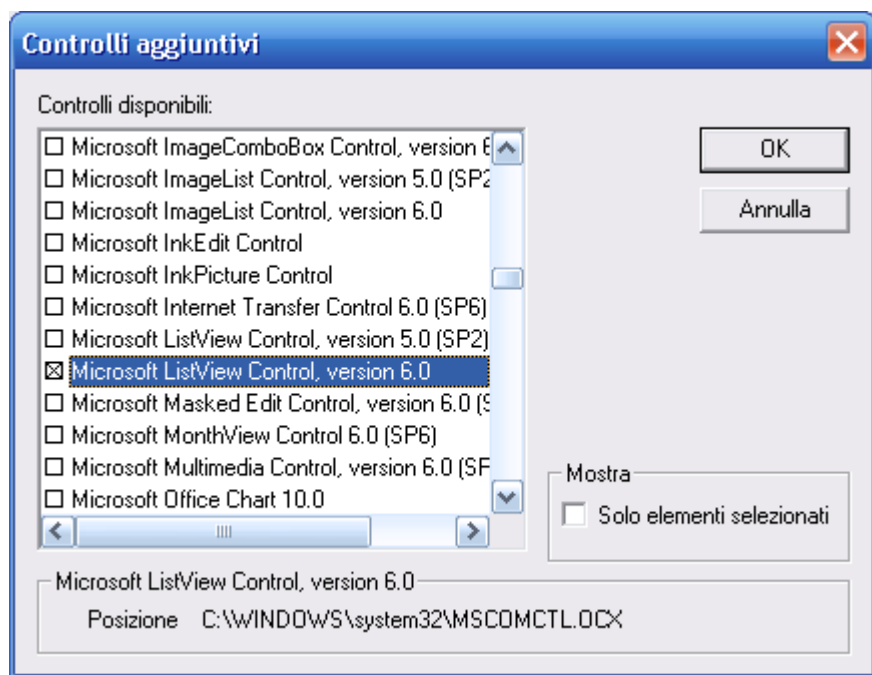 Controlli aggiuntivi
Controlli disponibili:
Microsoft ImageComboBox Control, version 6
Microsoft ImageList Control, version 5.0 (SP2
Microsoft ImageList Control, version 6.0
Microsoft InkEdit Control
Microsoft InkPicture Control
Microsoft Internet Transfer Control 6.0 (SP6)
Microsoft ListView Control, version 5.0 (SP2)
Microsoft ListView Control, version 6.0
Microsoft Masked Edit Control, version 6.0 (S
Microsoft MonthView Control 6.0 (SP6)
Microsoft Multimedia Control, version 6.0 (SP
Microsoft Office Chart 10.0
OK
Annulla
Mostra
Solo elementi selezionati
Microsoft ListView Control, version 6.0
Posizione C:\WINDOWS\system32\MSCOMCTL.OCX